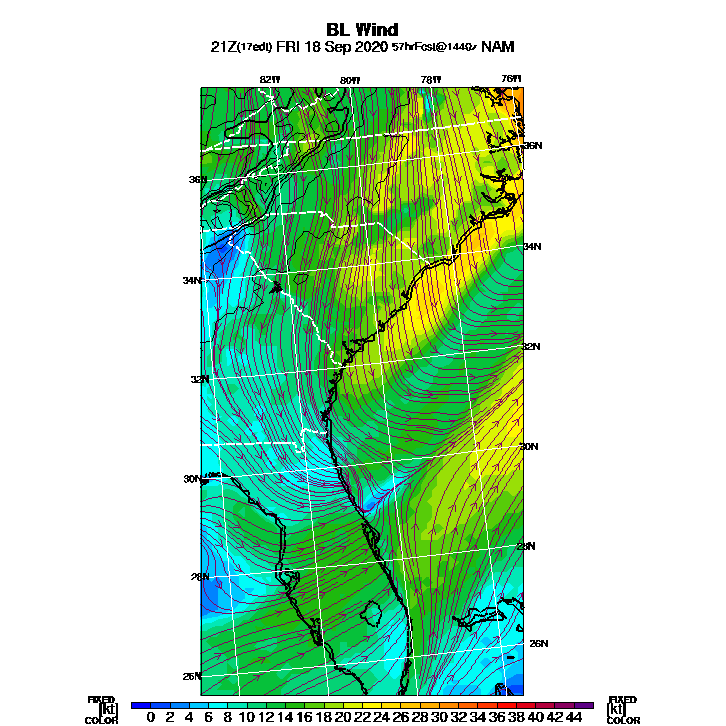 BL Wind
21Z(17edt) FRI 18 Sep 2020 57hrFcst@1449z NAM
82W 80W 78W 76W
36N
36N
34N
34N
32N
32N
30N
30N
28N
28N
26N
26N
FIXED FIXED
[kt] 0 2 4 6 8 10 12 14 16 18 20 22 24 26 28 30 32 34 36 38 40 42 44 [kt]
COLOR COLOR